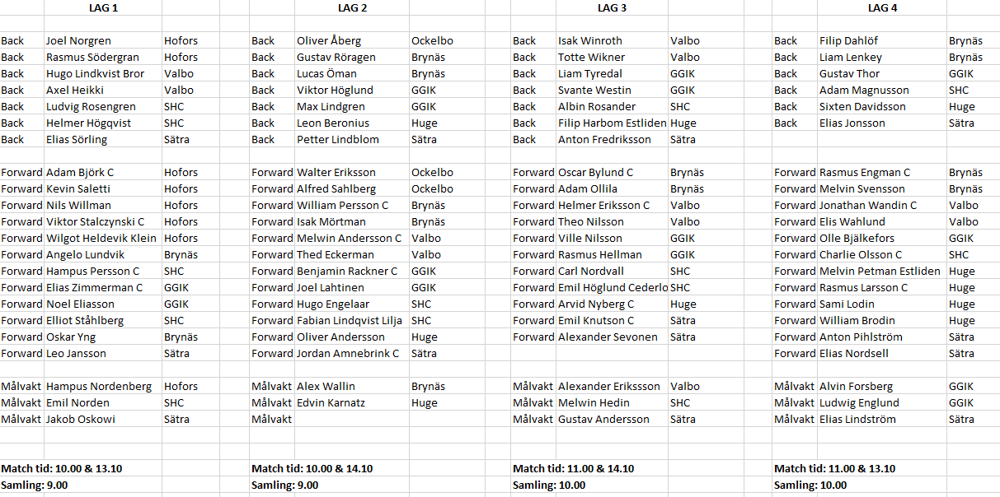 LAG 1 LAG 2 LAG 3 LAG 4
Back Joel Norgren Hofors Back Oliver Åberg Ockelbo Back Isak Winroth Valbo Back Filip Dahlöf Brynäs
Back Rasmus Södergran Hofors Back Gustav Röragen Brynäs Back Totte Wikner Valbo Back Liam Lenkey Brynäs
Back Hugo Lindkvist Bror Valbo Back Lucas Öman Brynäs Back Liam Tyredal GGIK Back Gustav Thor GGIK
Back Axel Heikki Valbo Back Viktor Höglund GGIK Back Svante Westin GGIK Back Adam Magnusson SHC
Back Ludvig Rosengren SHC Back Max Lindgren GGIK Back Albin Rosander SHC Back Sixten Davidsson Huge
Back Helmer Högqvist SHC Back Leon Beronius Huge Back Filip Harbom Estliden Huge Back Elias Jonsson Sätra
Back Elias Sörling Sätra Back Petter Lindblom Sätra Back Anton Fredriksson Sätra
Forward Adam Björk C Hofors Forward Walter Eriksson Ockelbo Forward Oscar Bylund C Brynäs Forward Rasmus Engman C Brynäs
Forward Kevin Saletti Hofors Forward Alfred Sahlberg Ockelbo Forward Adam Ollila Brynäs Forward Melvin Svensson Brynäs
Forward Nils Willman Hofors Forward William Persson C Brynäs Forward Helmer Eriksson C Valbo Forward Jonathan Wandin C Valbo
Forward Viktor Stalczynski C Hofors Forward Isak Mörtman Brynäs Forward Theo Nilsson Valbo Forward Elis Wahlund Valbo
Forward Wilgot Heldevik Klein Hofors Forward Melwin Andersson C Valbo Forward Ville Nilsson GGIK Forward Olle Bjälkefors GGIK
Forward Angelo Lundvik Brynäs Forward Thed Eckerman Valbo Forward Rasmus Hellman GGIK Forward Charlie Olsson C SHC
Forward Hampus Persson C SHC Forward Benjamin Rackner C GGIK Forward Carl Nordvall SHC Forward Melvin Petman Estliden Huge
Forward Elias Zimmerman C GGIK Forward Joel Lahtinen GGIK Forward Emil Höglund Cederlo SHC Forward Rasmus Larsson C Huge
Forward Noel Eliasson GGIK Forward Hugo Engelaar SHC Forward Arvid Nyberg C Huge Forward Sami Lodin Huge
Forward Elliot Ståhlberg SHC Forward Fabian Lindqvist Lilja SHC Forward Emil Knutson C Sätra Forward William Brodin Huge
Forward Oskar Yng Brynäs Forward Oliver Andersson Huge Forward Alexander Sevonen Sätra Forward Anton Pihlström Sätra
Forward Leo Jansson Sätra Forward Jordan Amnebrink C Sätra Forward Elias Nordsell Sätra
Målvakt Hampus Nordenberg Hofors Målvakt Alex Wallin Brynäs Målvakt Alexander Erikssson Valbo Målvakt Alvin Forsberg GGIK
Målvakt Emil Norden SHC Målvakt Edvin Karnatz Huge Målvakt Melwin Hedin SHC Målvakt Ludwig Englund GGIK
Målvakt Jakob Oskowi Sätra Målvakt Målvakt Gustav Andersson Sätra Målvakt Elias Lindström Sätra
Match tid: 10.00 & 13.10 Match tid: 10.00 & 14.10 Match tid: 11.00 & 14.10 Match tid: 11.00 & 13.10
Samling: 9.00 Samling: 9.00 Samling: 10.00 Samling: 10.00